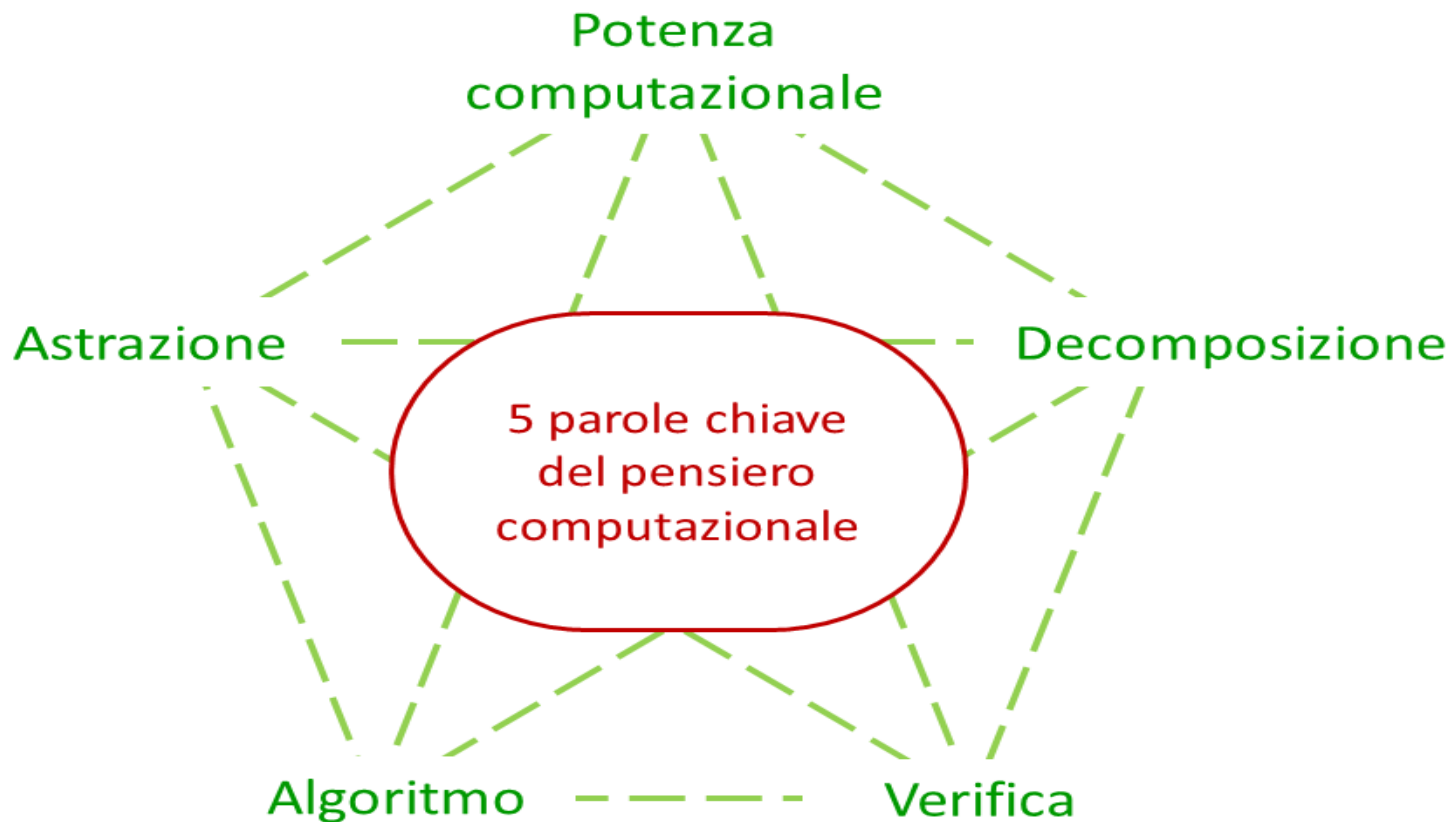 Potenza
computazionale
Astrazione
Decomposizione
5 parole chiave
del pensiero
computazionale
Algoritmo
Verifica